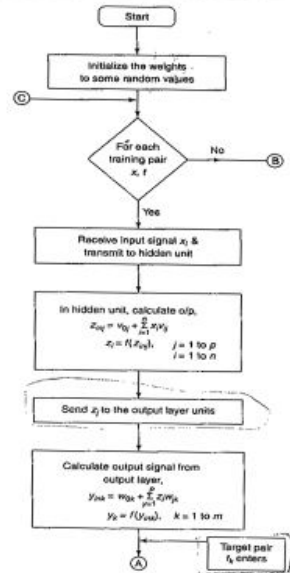 Start
Initialize the weights
to some random values
C
For each
training pair
x, t
No
B
Yes
Receive input signal xᵢ &
transmit to hidden unit
In hidden unit, calculate o/p,
z_inj = v₀ⱼ + Σ xᵢvᵢⱼ
zⱼ = f(z_inj), j = 1 to p
i = 1 to n
Send zⱼ to the output layer units
Calculate output signal from
output layer,
y_ink = w₀ₖ + Σ zⱼwⱼₖ
yₖ = f(y_ink), k = 1 to m
Target pair
tₖ enters
A